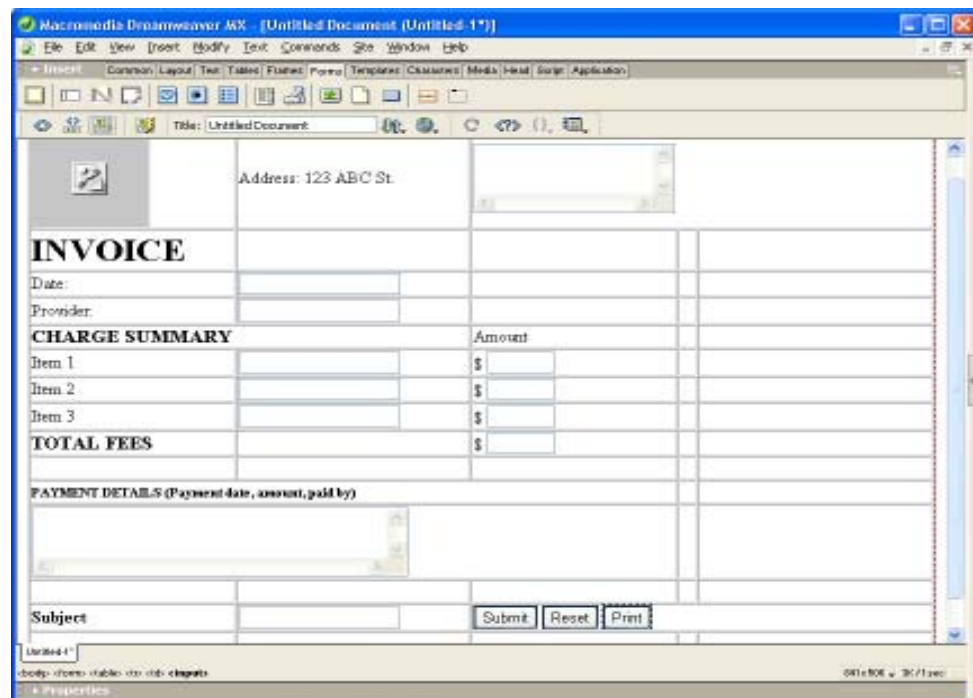 Macromedia Dreamweaver MX - [Untitled Document (Untitled-1*)]
File Edit View Insert Modify Text Commands Site Window Help
Insert Common Layout Text Tables Frames Forms Templates Characters Media Head Script Application
Title: Untitled Document
Address: 123 ABC St.
INVOICE
Date:
Provider:
CHARGE SUMMARY Amount
Item 1 $
Item 2 $
Item 3 $
TOTAL FEES $
PAYMENT DETAILS (Payment date, amount, paid by)
Subject Submit Reset Print
Untitled-1*
<body> <form> <table> <tr> <td> <input>
Properties